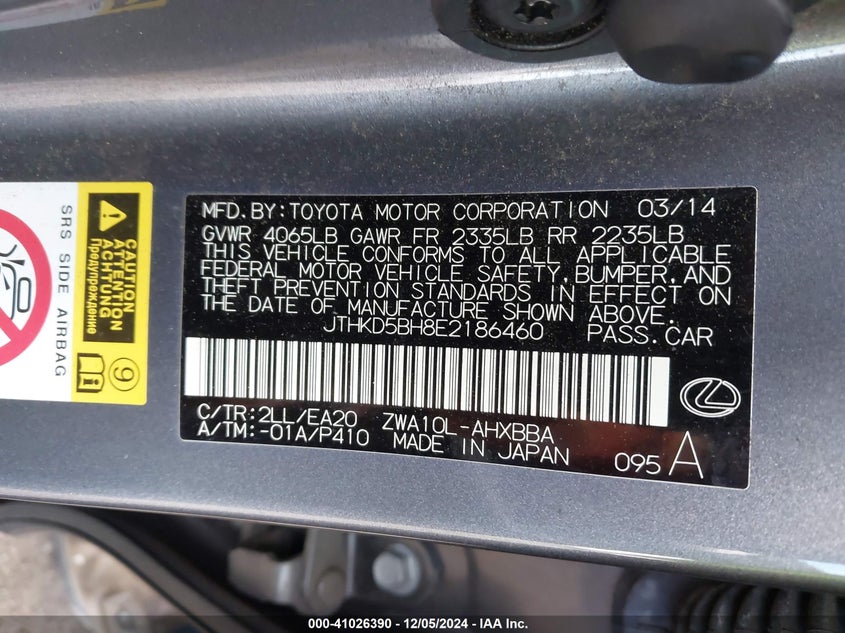 MFD.BY:TOYOTA MOTOR CORPORATION 03/14
GVWR 4065LB GAWR FR 2335LB RR 2235LB
THIS VEHICLE CONFORMS TO ALL APPLICABLE
FEDERAL MOTOR VEHICLE SAFETY, BUMPER, AND
THEFT PREVENTION STANDARDS IN EFFECT ON
THE DATE OF MANUFACTURE SHOWN ABOVE.
JTHKD5BH8E2186460 PASS.CAR
C/TR:2LL/EA20 ZWA10L-AHXBBA
A/TM:-01A/P410 MADE IN JAPAN
095 A
SRS SIDE AIRBAG
CAUTION
ATTENTION
ACHTUNG
Предупреждение
9
000-41026390 - 12/05/2024 - IAA Inc.